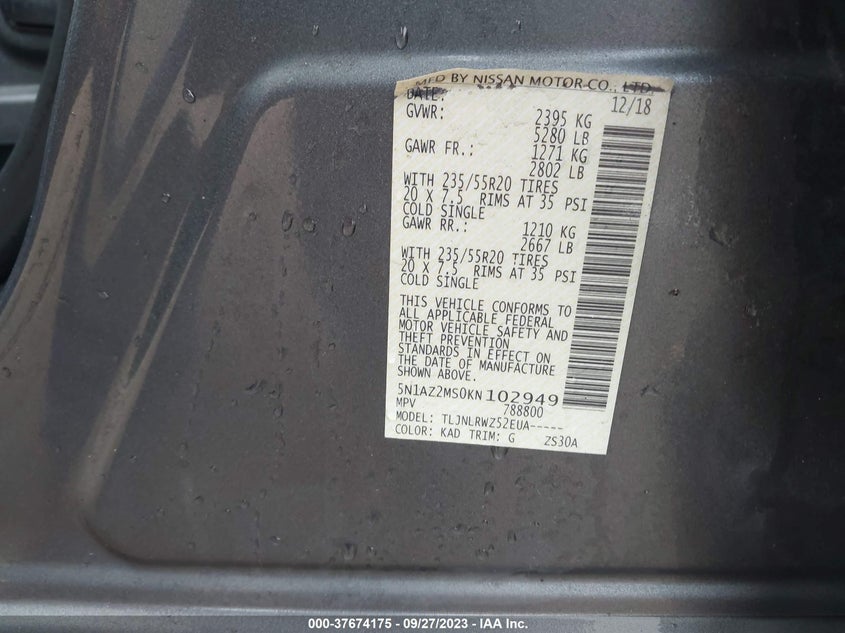 MFD BY NISSAN MOTOR CO., LTD
DATE: 12/18
GVWR: 2395 KG
5280 LB
GAWR FR.: 1271 KG
2802 LB
WITH 235/55R20 TIRES
20 X 7.5 RIMS AT 35 PSI
COLD SINGLE
GAWR RR.: 1210 KG
2667 LB
WITH 235/55R20 TIRES
20 X 7.5 RIMS AT 35 PSI
COLD SINGLE
THIS VEHICLE CONFORMS TO
ALL APPLICABLE FEDERAL
MOTOR VEHICLE SAFETY AND
THEFT PREVENTION
STANDARDS IN EFFECT ON
THE DATE OF MANUFACTURE
SHOWN ABOVE.
5N1AZ2MS0KN102949
MPV 788800
MODEL: TLJNLRWZ52EUA-----
COLOR: KAD TRIM: G ZS30A
000-37674175 - 09/27/2023 - IAA Inc.